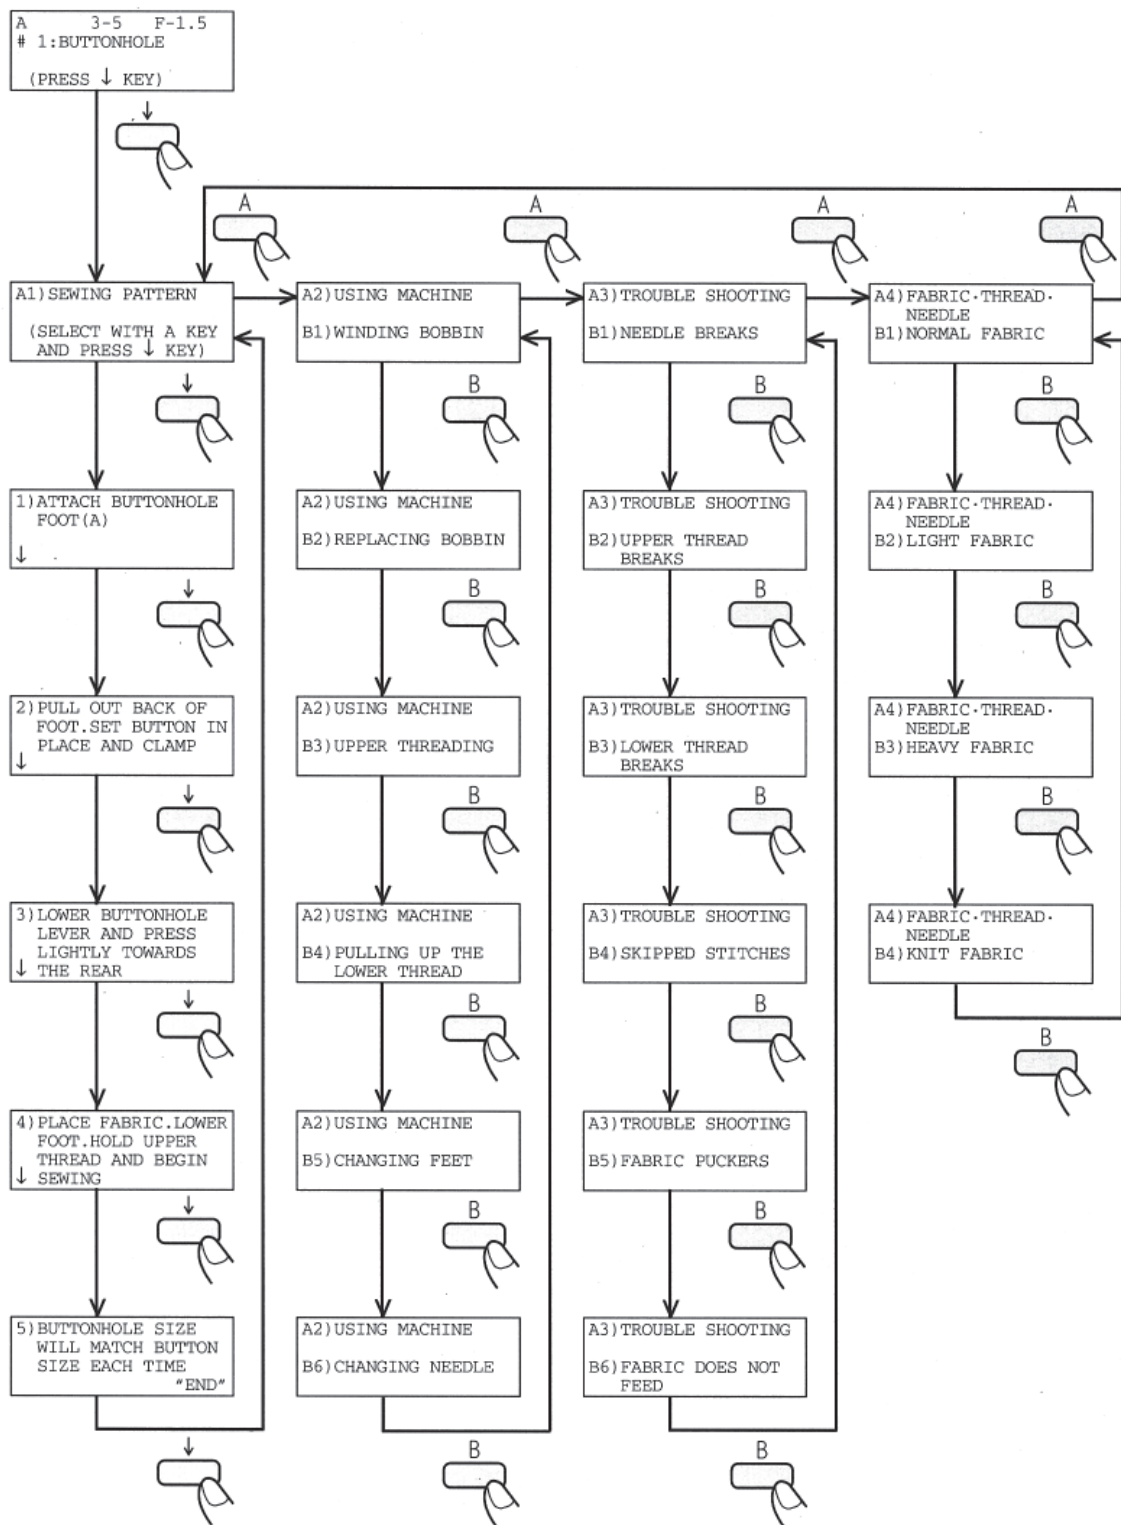 A 3-5 F-1.5
# 1:BUTTONHOLE
(PRESS ↓ KEY)
↓
A
A
A
A
A1)SEWING PATTERN
(SELECT WITH A KEY
AND PRESS ↓ KEY)
A2)USING MACHINE
B1)WINDING BOBBIN
A3)TROUBLE SHOOTING
B1)NEEDLE BREAKS
A4)FABRIC·THREAD·
NEEDLE
B1)NORMAL FABRIC
↓
B
B
B
1)ATTACH BUTTONHOLE
FOOT(A)
↓
A2)USING MACHINE
B2)REPLACING BOBBIN
A3)TROUBLE SHOOTING
B2)UPPER THREAD
BREAKS
A4)FABRIC·THREAD·
NEEDLE
B2)LIGHT FABRIC
↓
B
B
B
2)PULL OUT BACK OF
FOOT.SET BUTTON IN
PLACE AND CLAMP
↓
A2)USING MACHINE
B3)UPPER THREADING
A3)TROUBLE SHOOTING
B3)LOWER THREAD
BREAKS
A4)FABRIC·THREAD·
NEEDLE
B3)HEAVY FABRIC
↓
B
B
B
3)LOWER BUTTONHOLE
LEVER AND PRESS
LIGHTLY TOWARDS
↓ THE REAR
A2)USING MACHINE
B4)PULLING UP THE
LOWER THREAD
A3)TROUBLE SHOOTING
B4)SKIPPED STITCHES
A4)FABRIC·THREAD·
NEEDLE
B4)KNIT FABRIC
↓
B
B
B
4)PLACE FABRIC.LOWER
FOOT.HOLD UPPER
THREAD AND BEGIN
↓ SEWING
A2)USING MACHINE
B5)CHANGING FEET
A3)TROUBLE SHOOTING
B5)FABRIC PUCKERS
↓
B
B
5)BUTTONHOLE SIZE
WILL MATCH BUTTON
SIZE EACH TIME
"END"
A2)USING MACHINE
B6)CHANGING NEEDLE
A3)TROUBLE SHOOTING
B6)FABRIC DOES NOT
FEED
↓
B
B